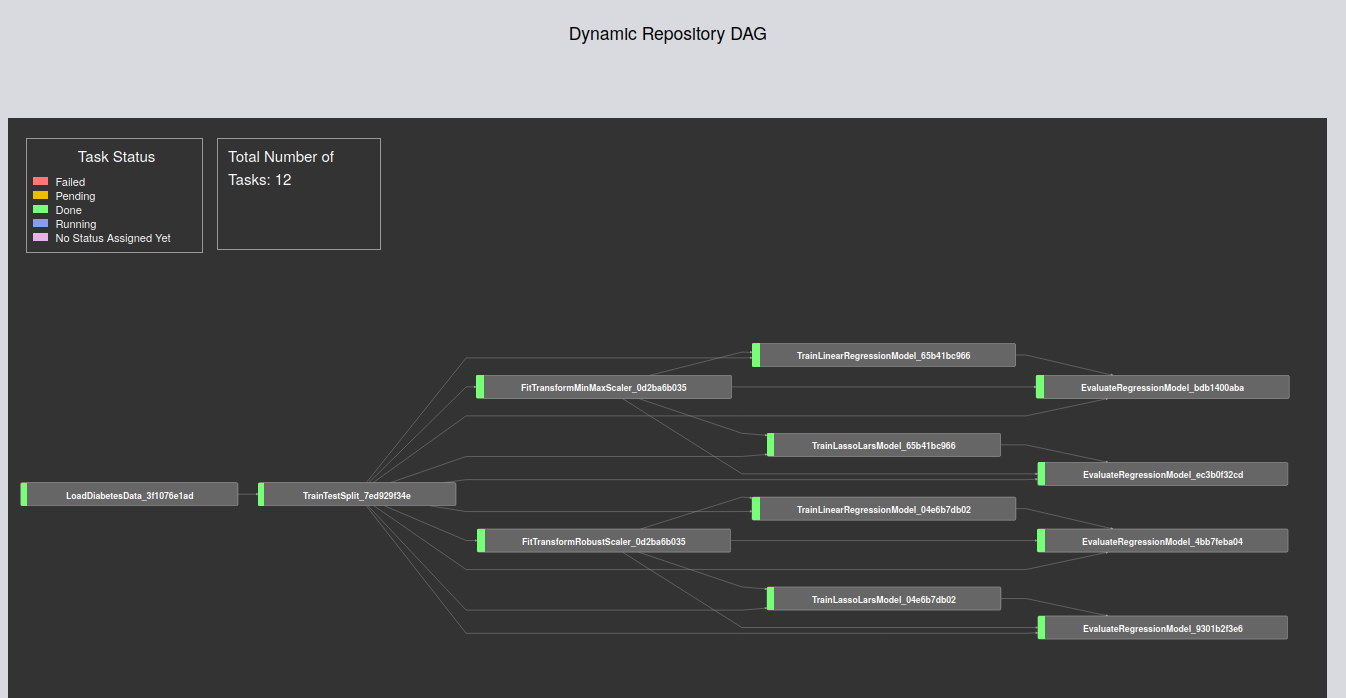 Dynamic Repository DAG
Task Status
Failed
Pending
Done
Running
No Status Assigned Yet
Total Number of
Tasks: 12
TrainLinearRegressionModel_65b41bc966
FitTransformMinMaxScaler_0d2ba6b035
EvaluateRegressionModel_bdb1400aba
TrainLassoLarsModel_65b41bc966
EvaluateRegressionModel_ec3b0f32cd
LoadDiabetesData_3f1076e1ad
TrainTestSplit_7ed929f34e
TrainLinearRegressionModel_04e6b7db02
FitTransformRobustScaler_0d2ba6b035
EvaluateRegressionModel_4bb7feba04
TrainLassoLarsModel_04e6b7db02
EvaluateRegressionModel_9301b2f3e6